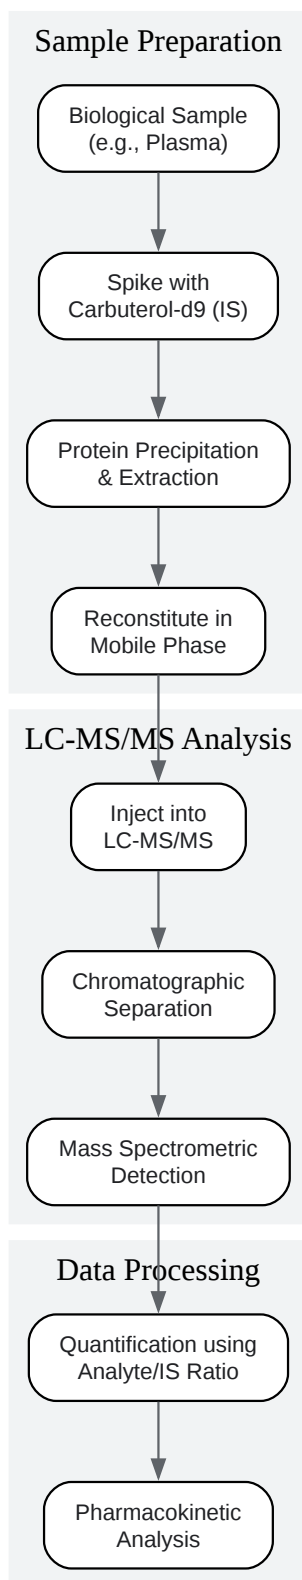 Sample Preparation
Biological Sample
(e.g., Plasma)
Spike with
Carbuterol-d9 (IS)
Protein Precipitation
& Extraction
Reconstitute in
Mobile Phase
LC-MS/MS Analysis
Inject into
LC-MS/MS
Chromatographic
Separation
Mass Spectrometric
Detection
Data Processing
Quantification using
Analyte/IS Ratio
Pharmacokinetic
Analysis